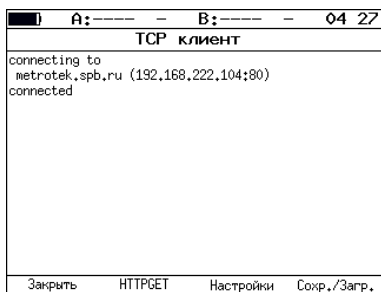 A:---- – B:---- – 04 27
TCP клиент
connecting to
metrotek.spb.ru (192.168.222.104:80)
connected
Закрыть HTTPGET Настройки Сохр./Загр.